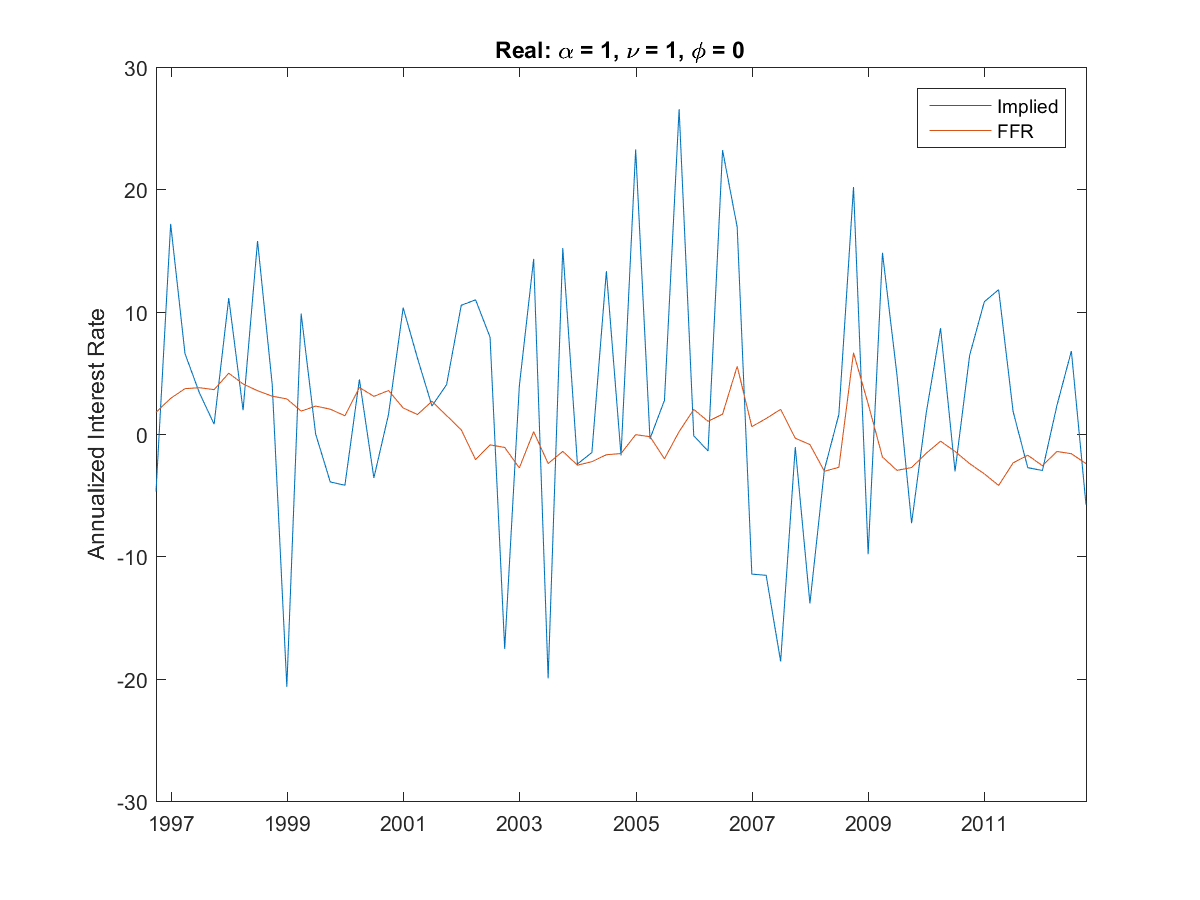 Real: α = 1, ν = 1, ϕ = 0
30
20
10
0
-10
-20
-30
Annualized Interest Rate
Implied
FFR
1997 1999 2001 2003 2005 2007 2009 2011